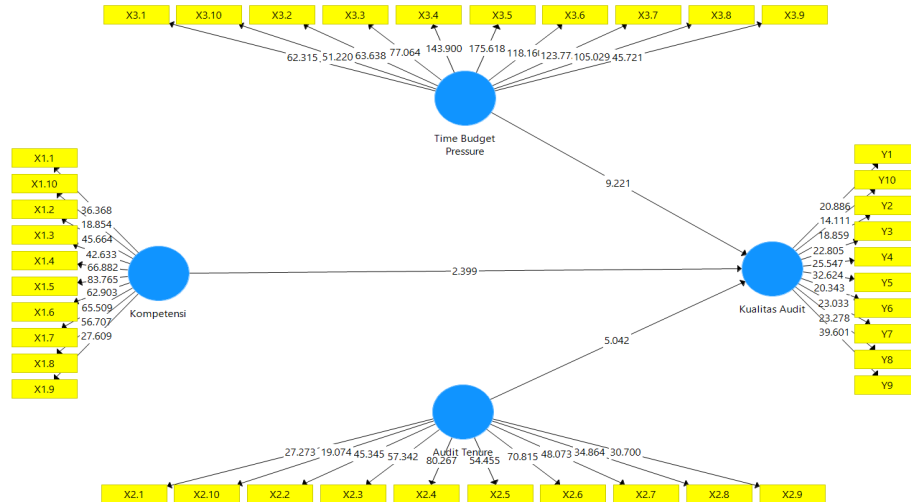 X3.1 X3.10 X3.2 X3.3 X3.4 X3.5 X3.6 X3.7 X3.8 X3.9
62.315 51.220 63.638 77.064 143.900 175.618 118.16 123.77 105.029 45.721
Time Budget
Pressure
9.221
X1.1
X1.10
X1.2
X1.3
X1.4
X1.5
X1.6
X1.7
X1.8
X1.9
36.368
18.854
45.664
42.633
66.882
83.765
62.903
65.509
56.707
27.609
Kompetensi
2.399
Y1
Y10
Y2
Y3
Y4
Y5
Y6
Y7
Y8
Y9
20.886
14.111
18.859
22.805
25.547
32.624
20.343
23.033
23.278
39.601
Kualitas Audit
5.042
Audit Tenure
27.273 19.074 45.345 57.342 80.267 54.455 70.815 48.073 34.864 30.700
X2.1 X2.10 X2.2 X2.3 X2.4 X2.5 X2.6 X2.7 X2.8 X2.9